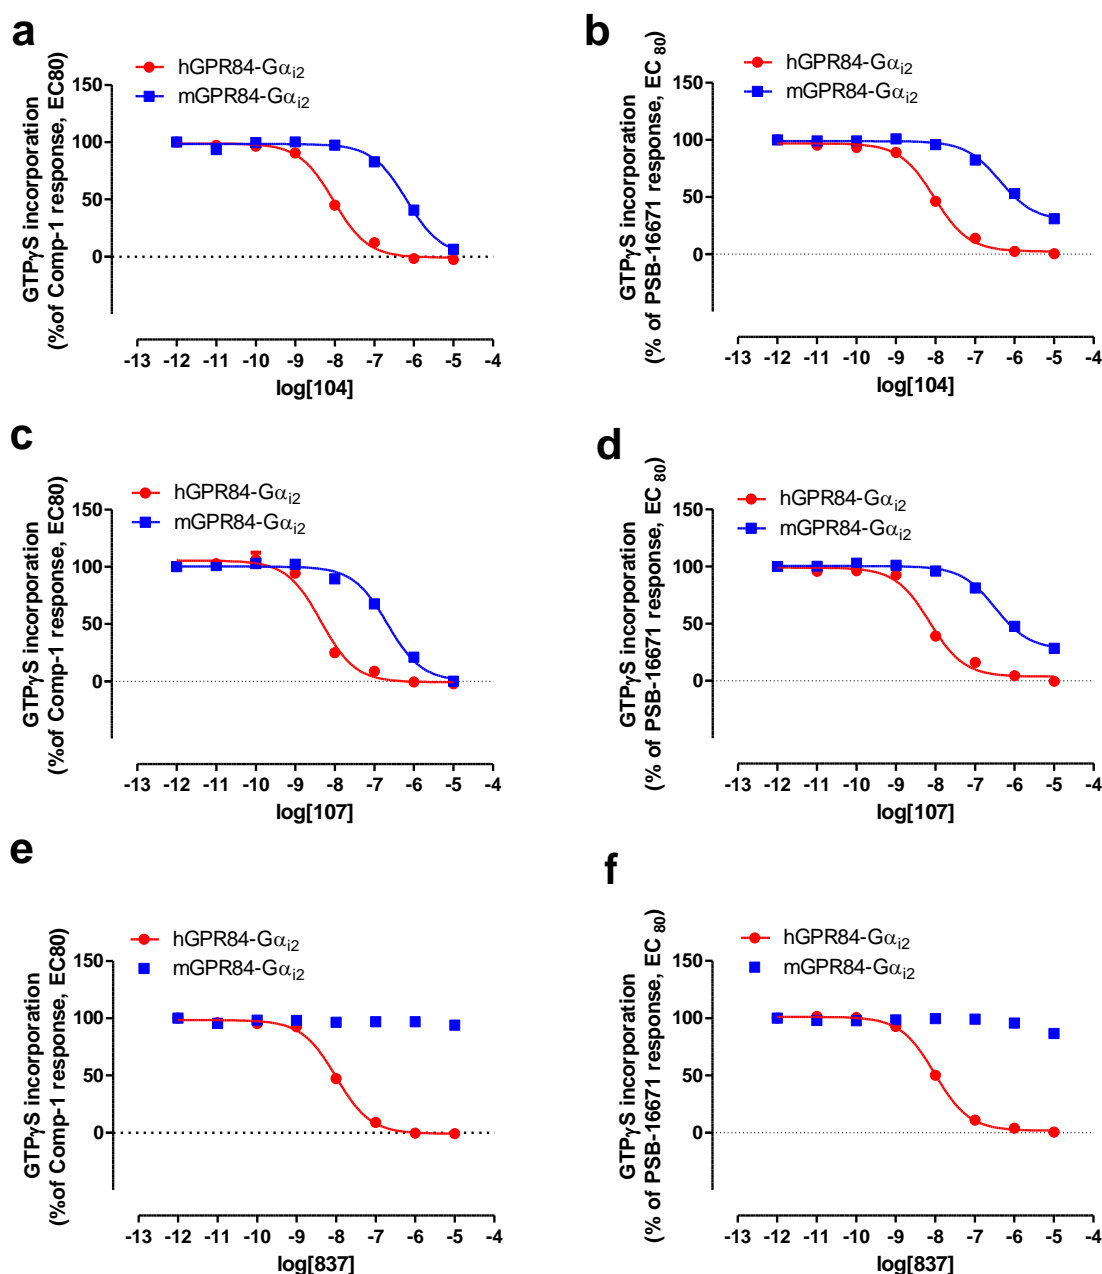 a
hGPR84-Gαi2
mGPR84-Gαi2
GTPγS incorporation
(%of Comp-1 response, EC80)
150
100
50
0
-13 -12 -11 -10 -9 -8 -7 -6 -5 -4
log[104]
b
hGPR84-Gαi2
mGPR84-Gαi2
GTPγS incorporation
(% of PSB-16671 response, EC 80)
150
100
50
0
-13 -12 -11 -10 -9 -8 -7 -6 -5 -4
log[104]
c
hGPR84-Gαi2
mGPR84-Gαi2
GTPγS incorporation
(%of Comp-1 response, EC80)
150
100
50
0
-13 -12 -11 -10 -9 -8 -7 -6 -5 -4
log[107]
d
hGPR84-Gαi2
mGPR84-Gαi2
GTPγS incorporation
(% of PSB-16671 response, EC 80)
150
100
50
0
-13 -12 -11 -10 -9 -8 -7 -6 -5 -4
log[107]
e
hGPR84-Gαi2
mGPR84-Gαi2
GTPγS incorporation
(%of Comp-1 response, EC80)
150
100
50
0
-13 -12 -11 -10 -9 -8 -7 -6 -5 -4
log[837]
f
hGPR84-Gαi2
mGPR84-Gαi2
GTPγS incorporation
(% of PSB-16671 response, EC 80)
150
100
50
0
-13 -12 -11 -10 -9 -8 -7 -6 -5 -4
log[837]